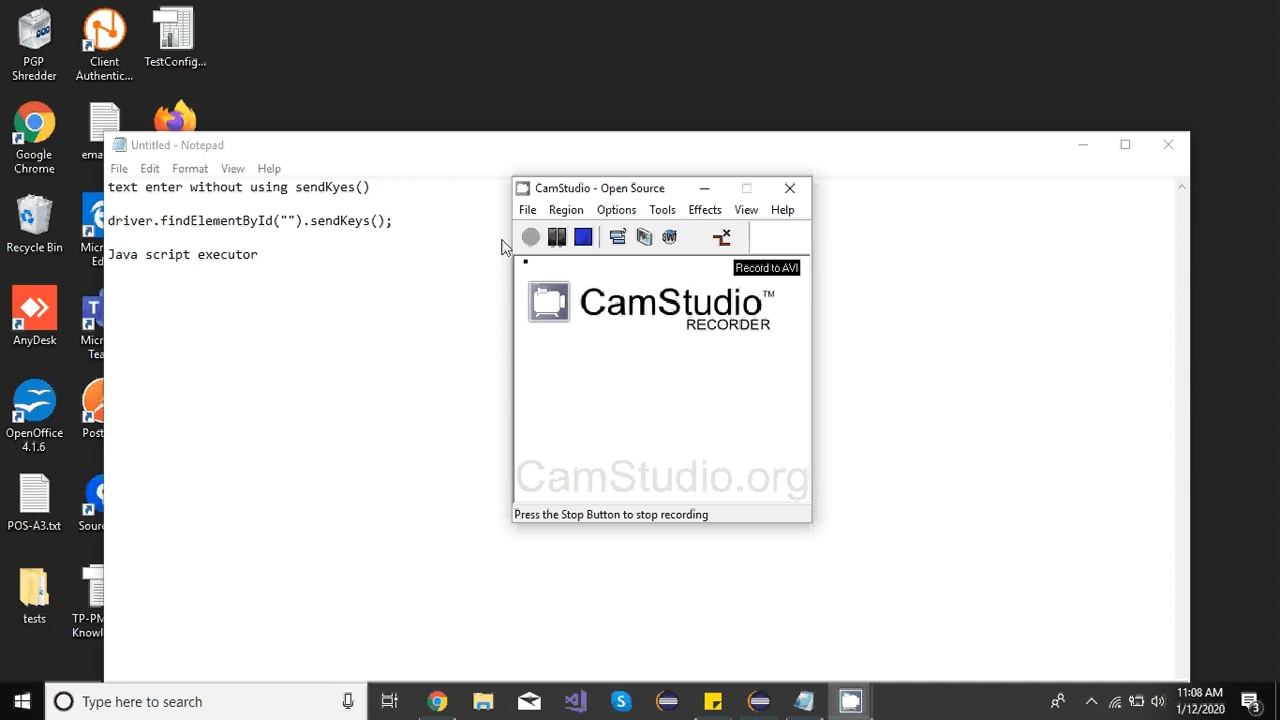 PGP
Shredder
Client
Authentic...
TestConfig...
Google
Chrome
ema
Recycle Bin
Micr
Ed
AnyDesk
Micr
Tea
OpenOffice
4.1.6
Post
POS-A3.txt
Sour
tests
TP-PM
Knowl
Untitled - Notepad
File Edit Format View Help
text enter without using sendKyes()
driver.findElementById("").sendKeys();
Java script executor
CamStudio - Open Source
File Region Options Tools Effects View Help
SWF
Record to AVI
CamStudio™
RECORDER
CamStudio.org
Press the Stop Button to stop recording
Type here to search
11:08 AM
1/12/2020
3